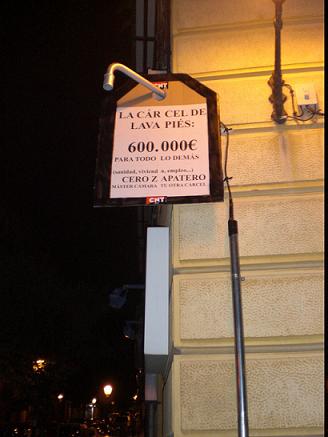 CNT
LA CÁR CEL DE
LAVA PIÉS:
600.000€
PARA TODO LO DEMÁS
(sanidad, viviend a, empleo...)
CERO Z APATERO
MÁSTER CÁMARA TU OTRA CÁRCEL
CNT